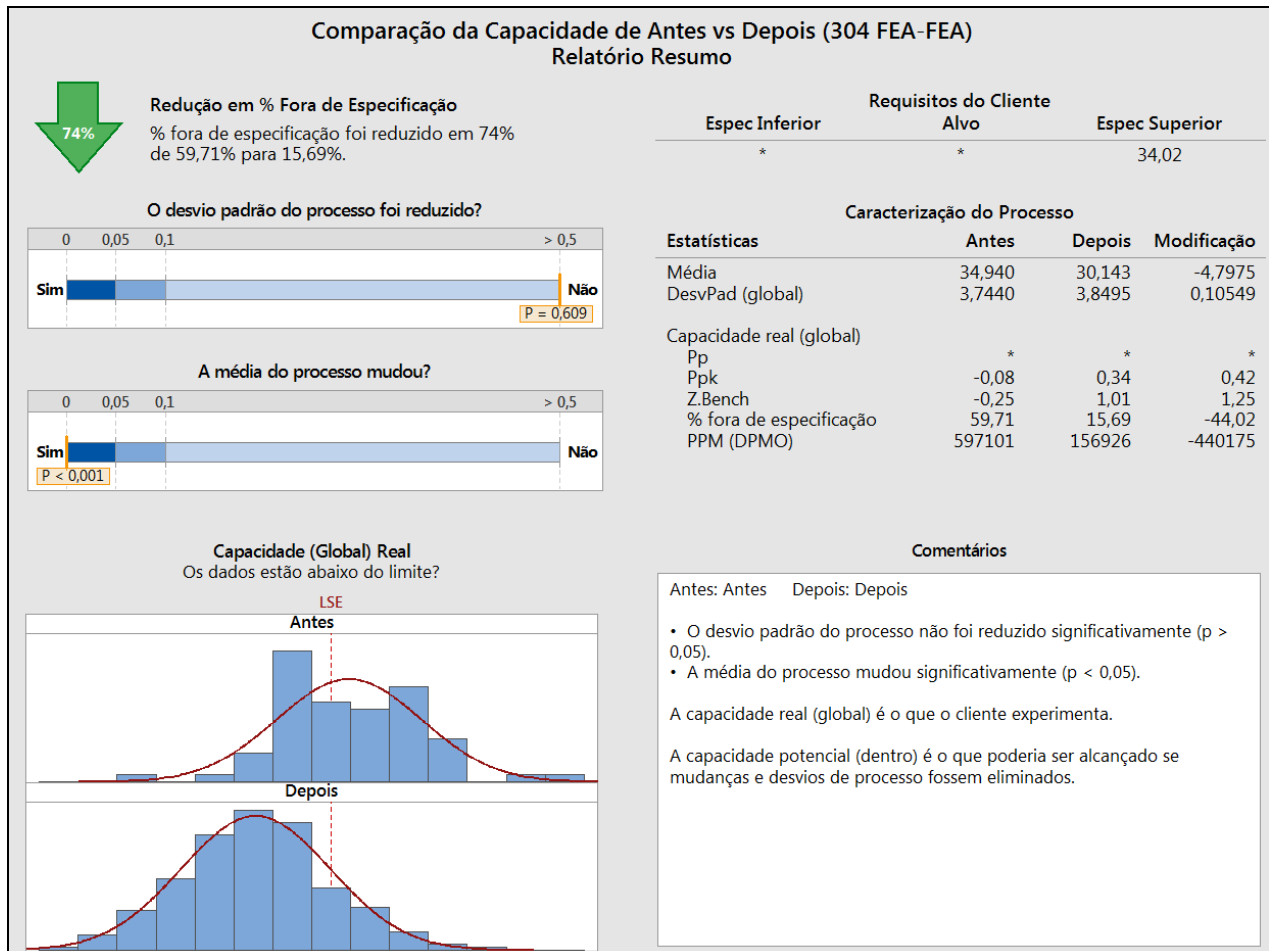 Comparação da Capacidade de Antes vs Depois (304 FEA-FEA)
Relatório Resumo
74%
Redução em % Fora de Especificação
% fora de especificação foi reduzido em 74%
de 59,71% para 15,69%.
Requisitos do Cliente
Espec Inferior Alvo Espec Superior
* * 34,02
O desvio padrão do processo foi reduzido?
0 0,05 0,1 > 0,5
Sim Não
P = 0,609
A média do processo mudou?
0 0,05 0,1 > 0,5
Sim Não
P < 0,001
Caracterização do Processo
Estatísticas Antes Depois Modificação
Média 34,940 30,143 -4,7975
DesvPad (global) 3,7440 3,8495 0,10549
Capacidade real (global)
Pp * * *
Ppk -0,08 0,34 0,42
Z.Bench -0,25 1,01 1,25
% fora de especificação 59,71 15,69 -44,02
PPM (DPMO) 597101 156926 -440175
Capacidade (Global) Real
Os dados estão abaixo do limite?
LSE
Antes
Depois
Comentários
Antes: Antes Depois: Depois
• O desvio padrão do processo não foi reduzido significativamente (p >
0,05).
• A média do processo mudou significativamente (p < 0,05).
A capacidade real (global) é o que o cliente experimenta.
A capacidade potencial (dentro) é o que poderia ser alcançado se
mudanças e desvios de processo fossem eliminados.